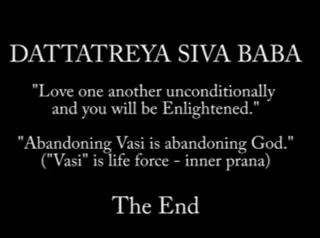 DATTATREYA SIVA BABA
"Love one another unconditionally
and you will be Enlightened."
"Abandoning Vasi is abandoning God."
("Vasi" is life force - inner prana)
The End